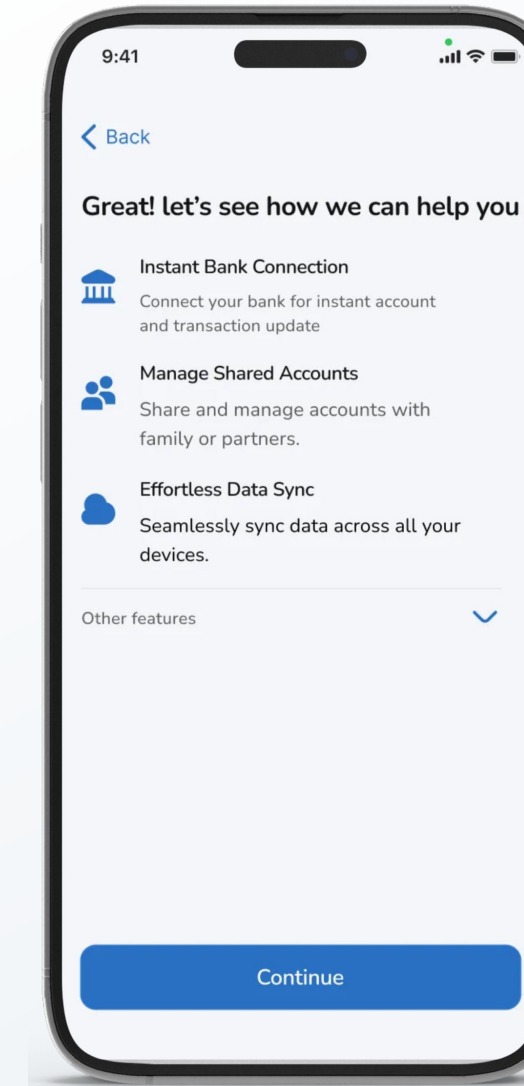 9:41
Back
Great! let’s see how we can help you
Instant Bank Connection
Connect your bank for instant account
and transaction update
Manage Shared Accounts
Share and manage accounts with
family or partners.
Effortless Data Sync
Seamlessly sync data across all your
devices.
Other features
Continue